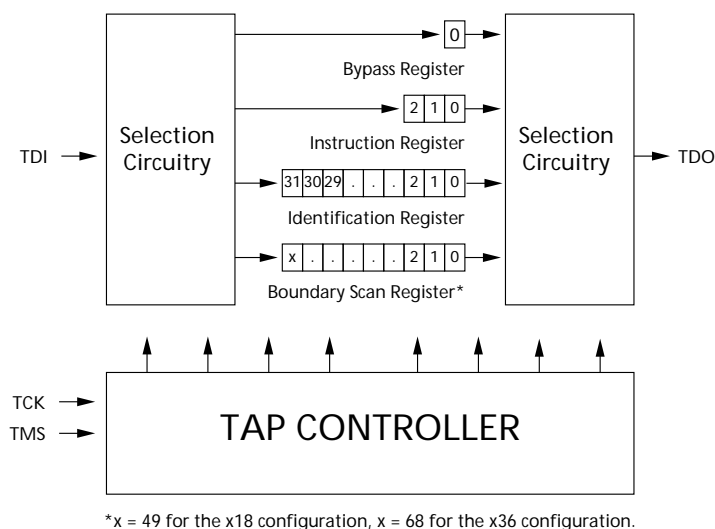 0
Bypass Register
2 1 0
Selection Circuitry
Selection Circuitry
Instruction Register
TDI
TDO
31 30 29 . . . 2 1 0
Identification Register
x . . . . . 2 1 0
Boundary Scan Register*
TCK
TMS
TAP CONTROLLER
*x = 49 for the x18 configuration, x = 68 for the x36 configuration.